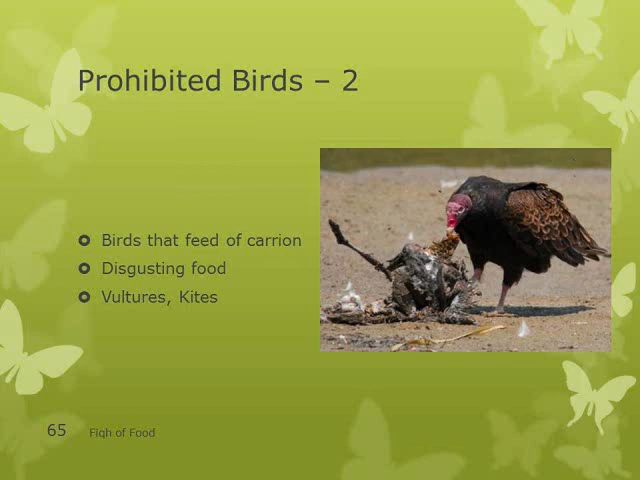 Prohibited Birds – 2
Birds that feed of carrion
Disgusting food
Vultures, Kites
65 Fiqh of Food